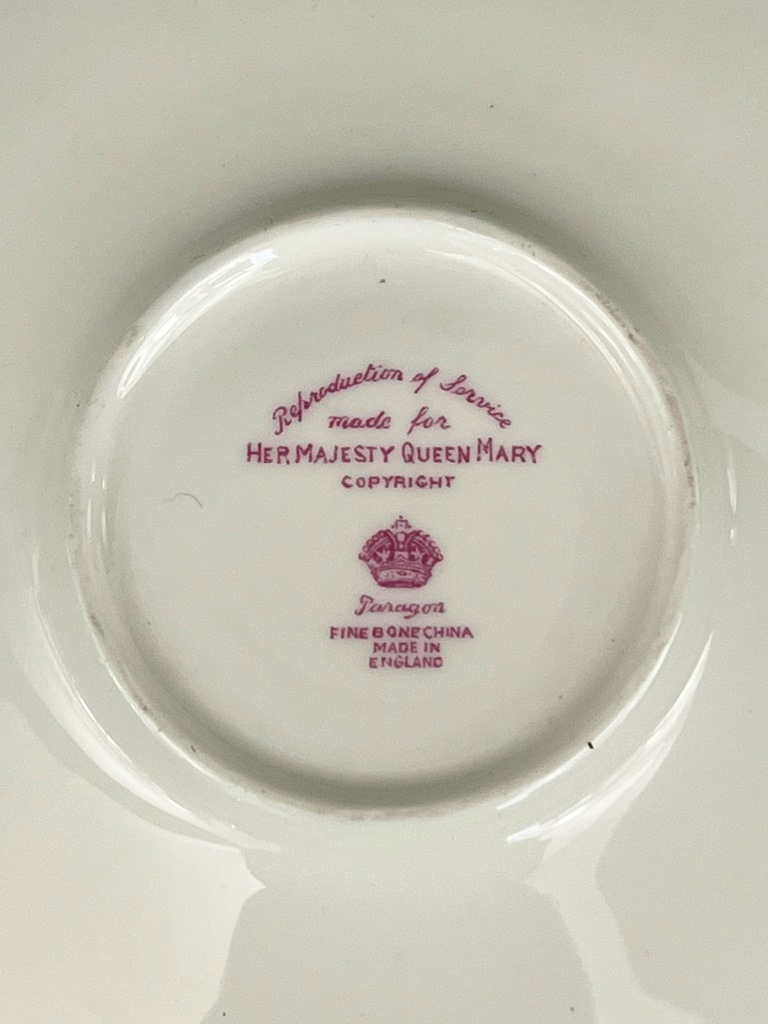 Reproduction of Service
made for
HER MAJESTY QUEEN MARY
COPYRIGHT
Paragon
FINE BONE CHINA
MADE IN
ENGLAND